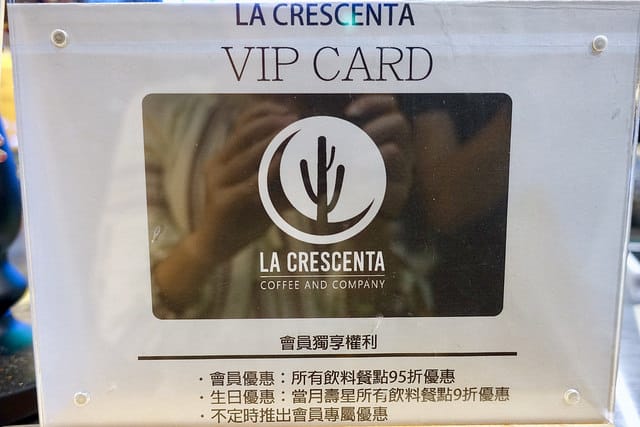 LA CRESCENTA
VIP CARD
LA CRESCENTA
COFFEE AND COMPANY
會員獨享權利
·會員優惠：所有飲料餐點95折優惠
·生日優惠：當月壽星所有飲料餐點9折優惠
·不定時推出會員專屬優惠